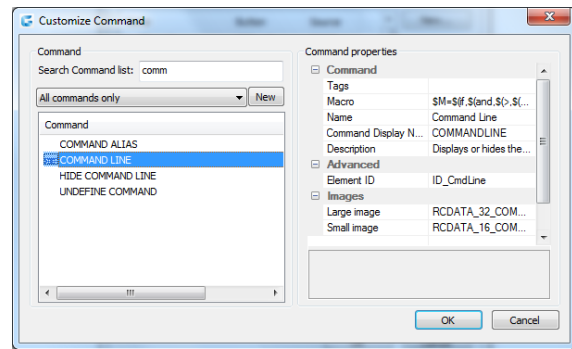 Customize Command
Command
Search Command list: comm
All commands only New
Command
COMMAND ALIAS
COMMAND LINE
HIDE COMMAND LINE
UNDEFINE COMMAND
Command properties
Command
Tags
Macro $M=$(if,$(and,$(>,$(...
Name Command Line
Command Display N... COMMANDLINE
Description Displays or hides the...
Advanced
Element ID ID_CmdLine
Images
Large image RCDATA_32_COM...
Small image RCDATA_16_COM...
OK Cancel